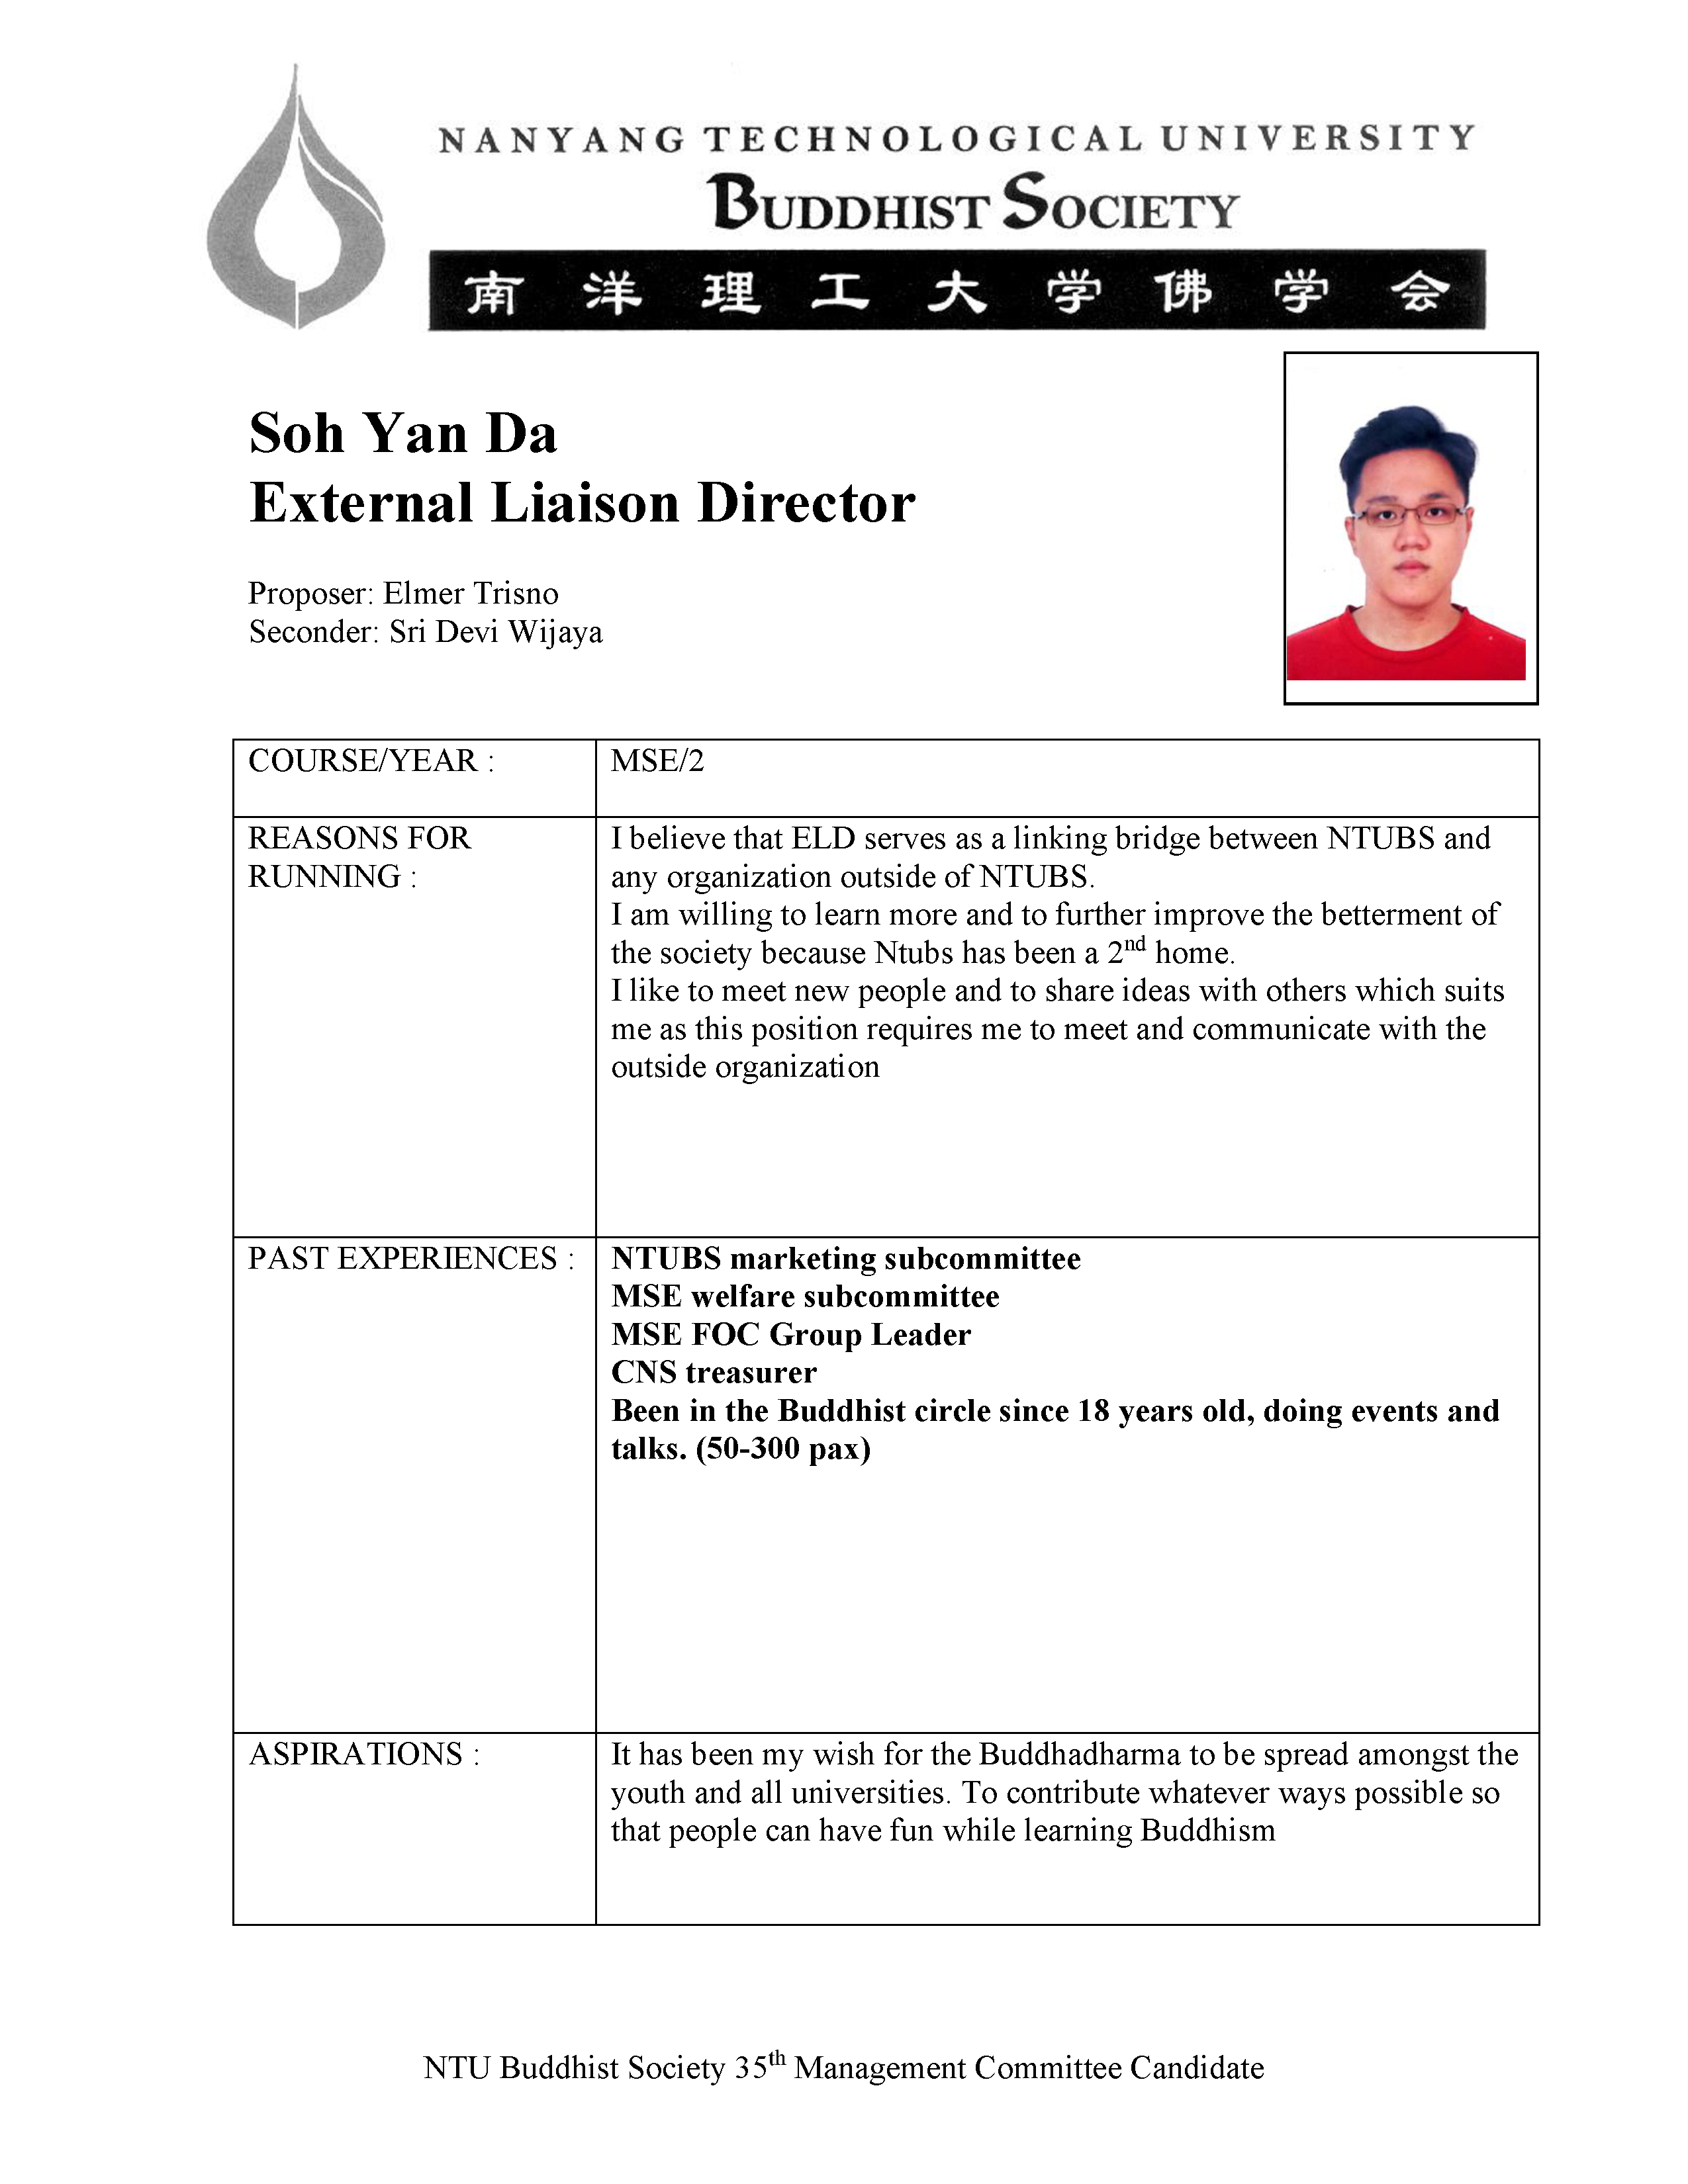 NANYANG TECHNOLOGICAL UNIVERSITY
BUDDHIST SOCIETY
南洋理工大学佛学会
Soh Yan Da
External Liaison Director
Proposer: Elmer Trisno
Seconder: Sri Devi Wijaya
COURSE/YEAR :
MSE/2
REASONS FOR
RUNNING :
I believe that ELD serves as a linking bridge between NTUBS and
any organization outside of NTUBS.
I am willing to learn more and to further improve the betterment of
the society because Ntubs has been a 2nd home.
I like to meet new people and to share ideas with others which suits
me as this position requires me to meet and communicate with the
outside organization
PAST EXPERIENCES :
NTUBS marketing subcommittee
MSE welfare subcommittee
MSE FOC Group Leader
CNS treasurer
Been in the Buddhist circle since 18 years old, doing events and
talks. (50-300 pax)
ASPIRATIONS :
It has been my wish for the Buddhadharma to be spread amongst the
youth and all universities. To contribute whatever ways possible so
that people can have fun while learning Buddhism
NTU Buddhist Society 35th Management Committee Candidate